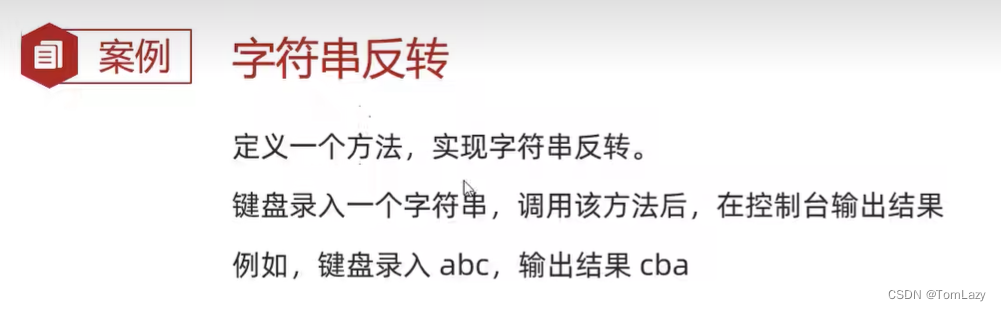 案例
字符串反转
定义一个方法，实现字符串反转。
键盘录入一个字符串，调用该方法后，在控制台输出结果
例如，键盘录入 abc，输出结果 cba
CSDN @TomLazy